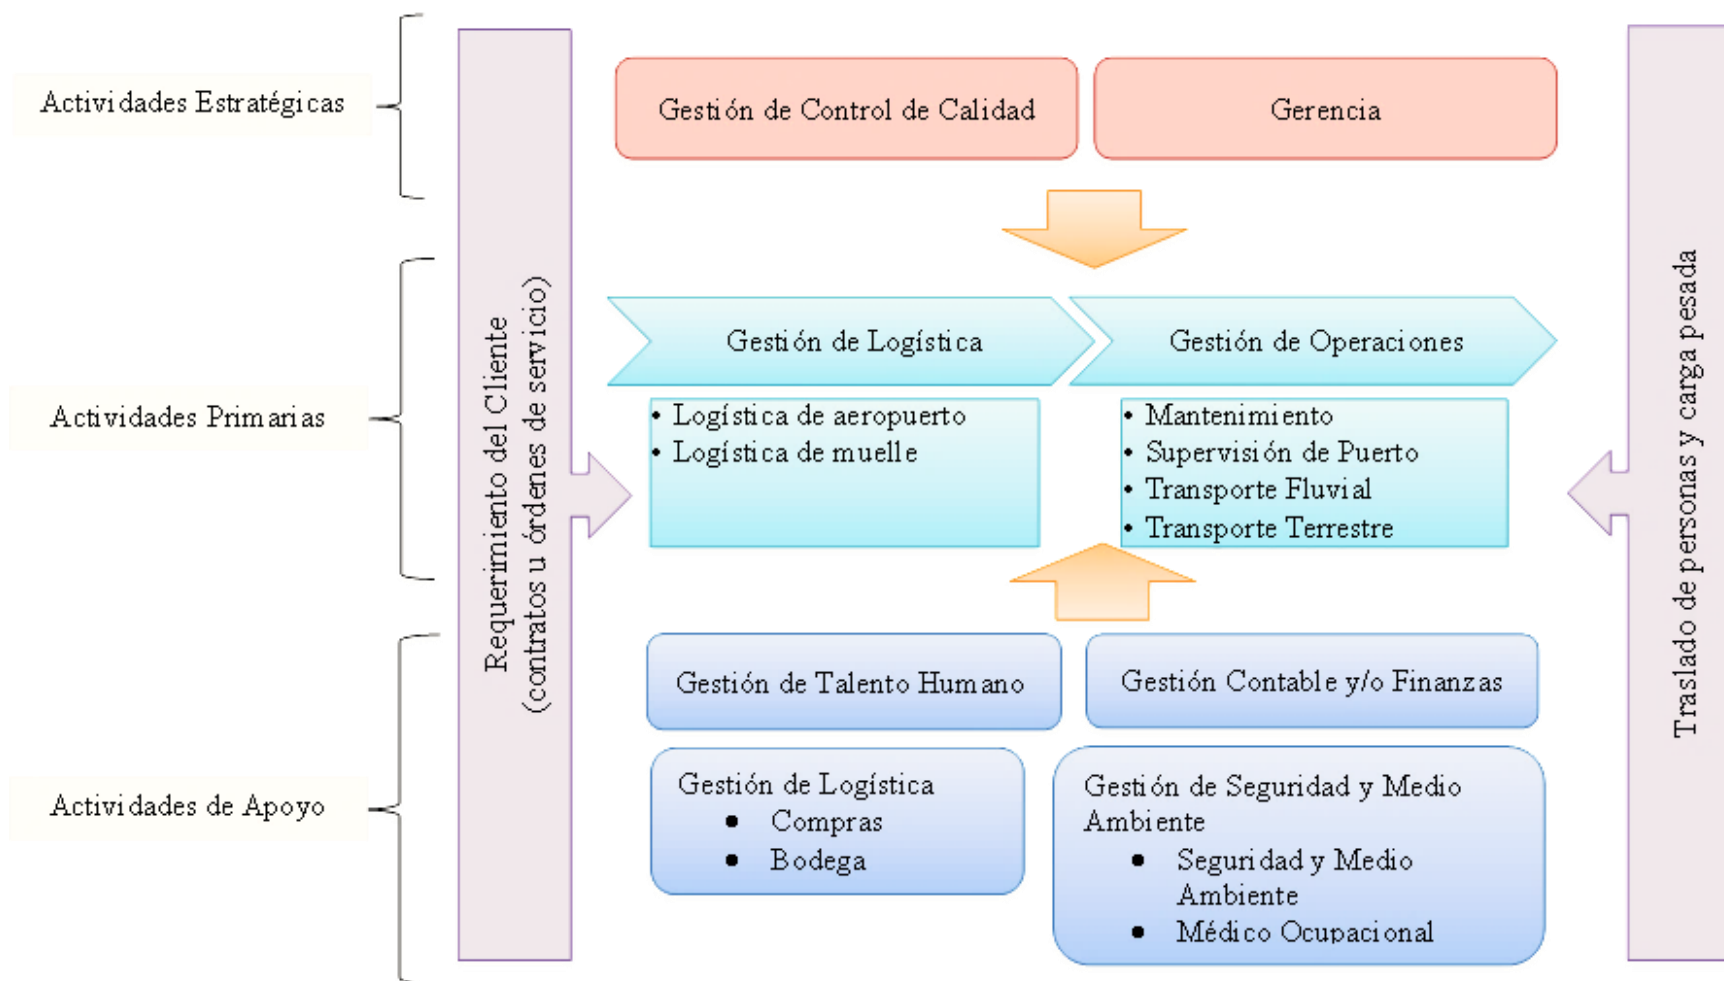 Actividades Estratégicas
Gestión de Control de Calidad
Gerencia
Requerimiento del Cliente
(contratos u órdenes de servicio)
Traslado de personas y carga pesada
Actividades Primarias
Gestión de Logística
• Logística de aeropuerto
• Logística de muelle
Gestión de Operaciones
• Mantenimiento
• Supervisión de Puerto
• Transporte Fluvial
• Transporte Terrestre
Actividades de Apoyo
Gestión de Talento Humano
Gestión Contable y/o Finanzas
Gestión de Logística
● Compras
● Bodega
Gestión de Seguridad y Medio
Ambiente
● Seguridad y Medio
Ambiente
● Médico Ocupacional